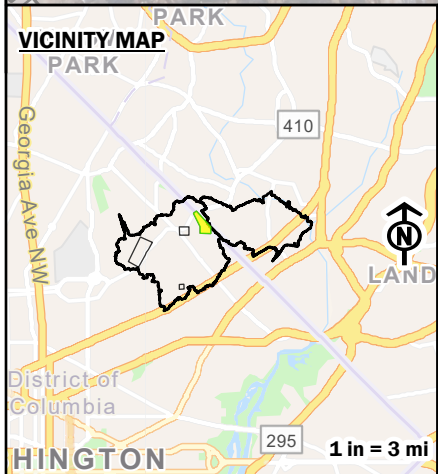 PARK
VICINITY MAP
PARK
410
Georgia Ave NW
N
LAND
District of
Columbia
295
1 in = 3 mi
HINGTON